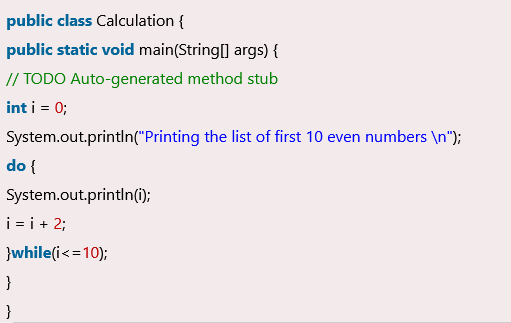 public class Calculation {
public static void main(String[] args) {
// TODO Auto-generated method stub
int i = 0;
System.out.println("Printing the list of first 10 even numbers \n");
do {
System.out.println(i);
i = i + 2;
}while(i<=10);
}
}